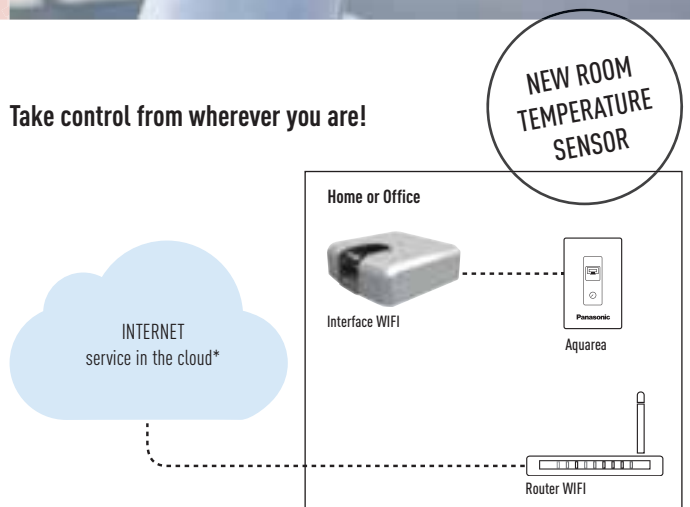 NEW ROOM
TEMPERATURE
SENSOR
Take control from wherever you are!
Home or Office
Interface WIFI
Panasonic
Aquarea
INTERNET
service in the cloud*
Router WIFI